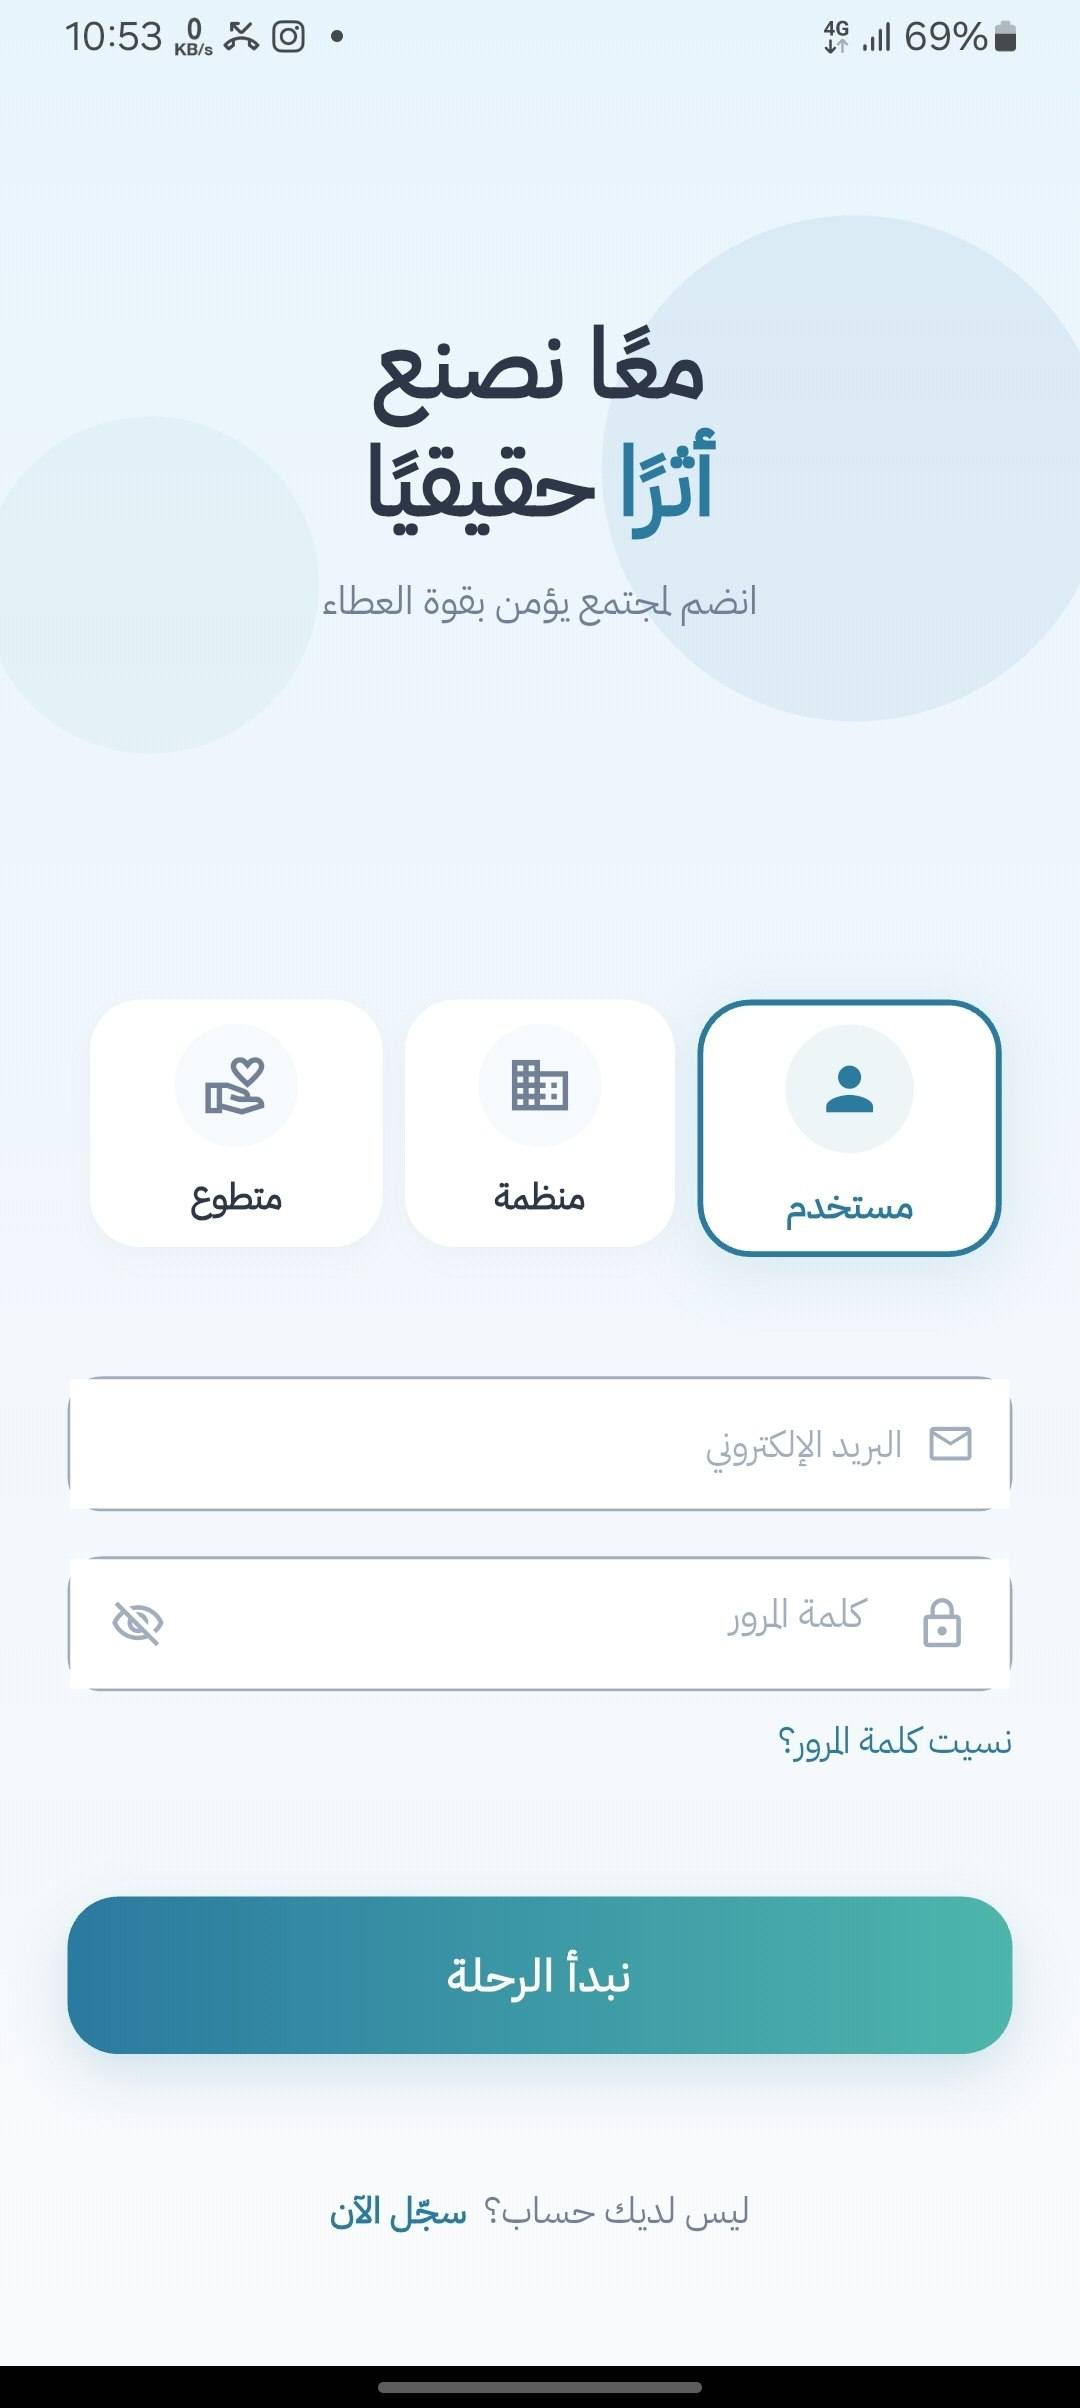 10:53 0 KB/s 4G 69%
معًا نصنع
أثرًا حقيقيًا
انضم لمجتمع يؤمن بقوة العطاء
مستخدم منظمة متطوع
البريد الإلكتروني
كلمة المرور
نسيت كلمة المرور؟
نبدأ الرحلة
ليس لديك حساب؟ سجّل الآن